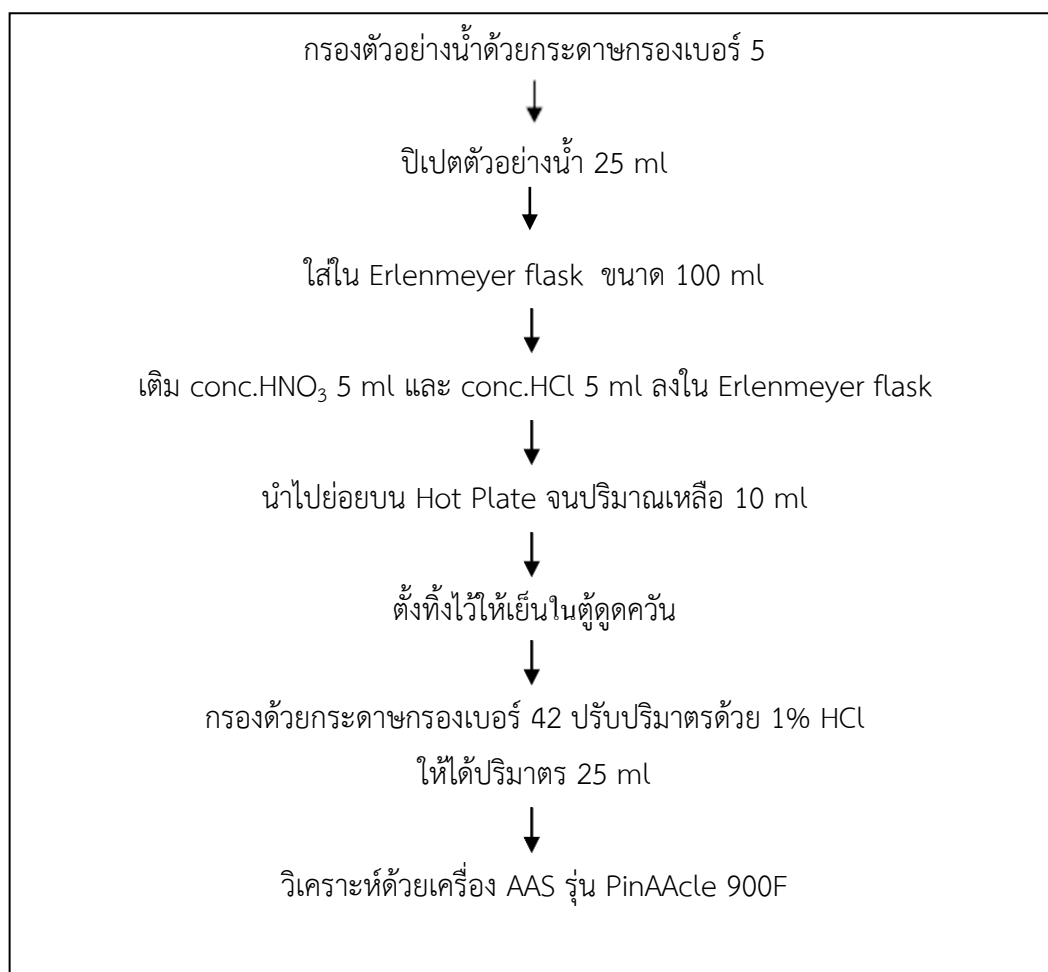 กรองตัวอย่างน้ำด้วยกระดาษกรองเบอร์ 5
ปิเปตตัวอย่างน้ำ 25 ml
ใส่ใน Erlenmeyer flask ขนาด 100 ml
เติม conc.HNO₃ 5 ml และ conc.HCl 5 ml ลงใน Erlenmeyer flask
นำไปย่อยบน Hot Plate จนปริมาณเหลือ 10 ml
ตั้งทิ้งไว้ให้เย็นในตู้ดูดควัน
กรองด้วยกระดาษกรองเบอร์ 42 ปรับปริมาตรด้วย 1% HCl
ให้ได้ปริมาตร 25 ml
วิเคราะห์ด้วยเครื่อง AAS รุ่น PinAAcle 900F